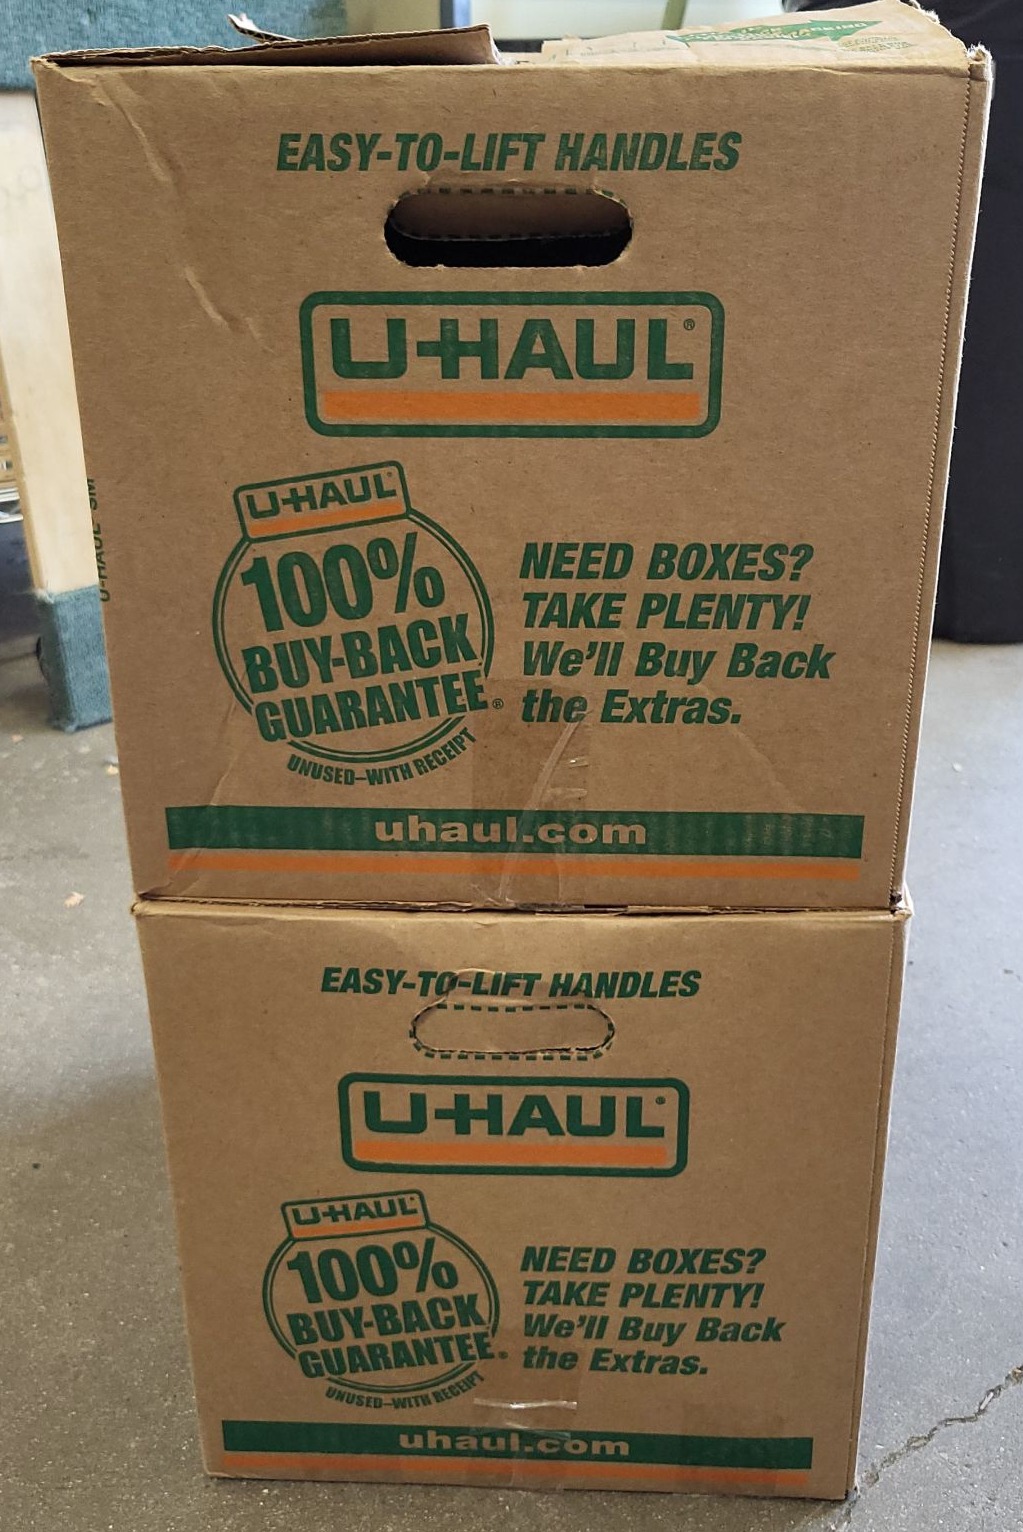 EASY-TO-LIFT HANDLES
U-HAUL®
U-HAUL®
100%
BUY-BACK
GUARANTEE®
UNUSED–WITH RECEIPT
NEED BOXES?
TAKE PLENTY!
We'll Buy Back
the Extras.
uhaul.com
U-HAUL SM
EASY-TO-LIFT HANDLES
U-HAUL®
U-HAUL®
100%
BUY-BACK
GUARANTEE®
UNUSED–WITH RECEIPT
NEED BOXES?
TAKE PLENTY!
We'll Buy Back
the Extras.
uhaul.com